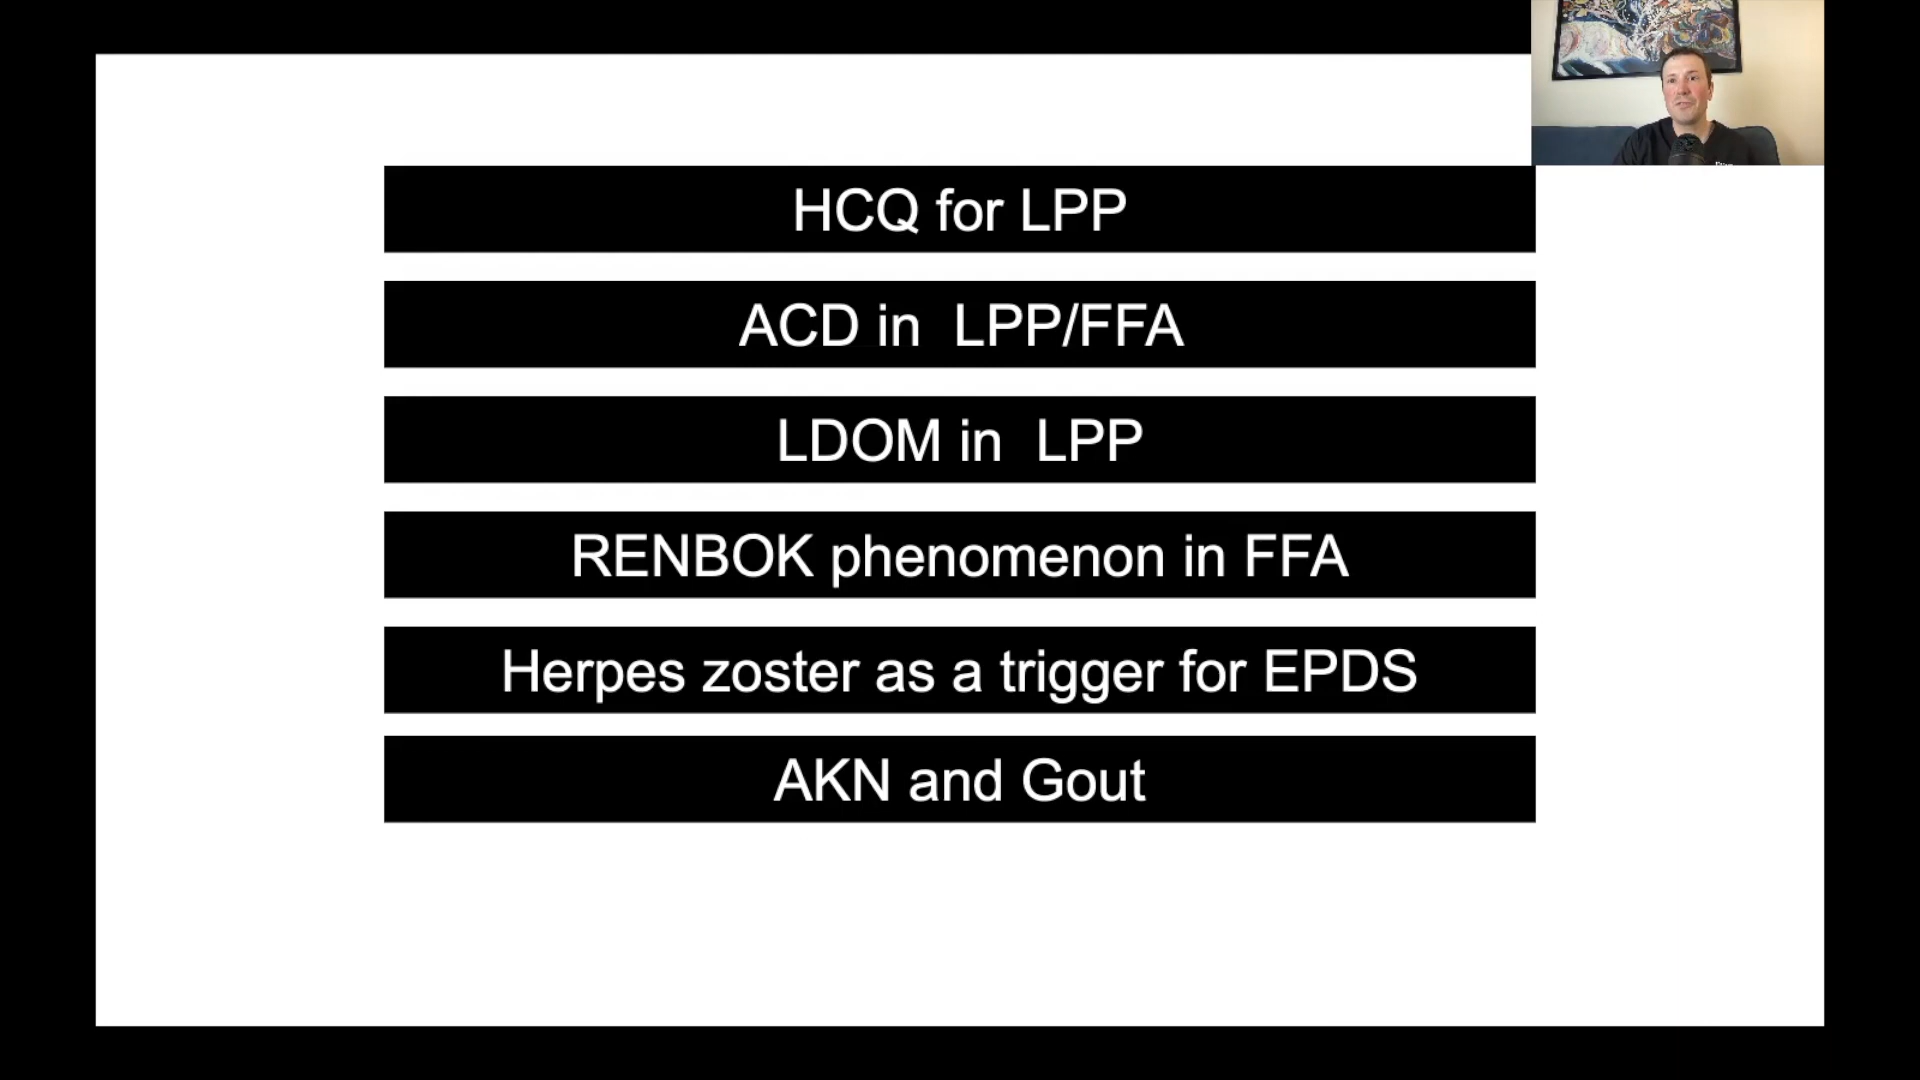 HCQ for LPP
ACD in  LPP/FFA
LDOM in  LPP
RENBOK phenomenon in FFA
Herpes zoster as a trigger for EPDS
AKN and Gout